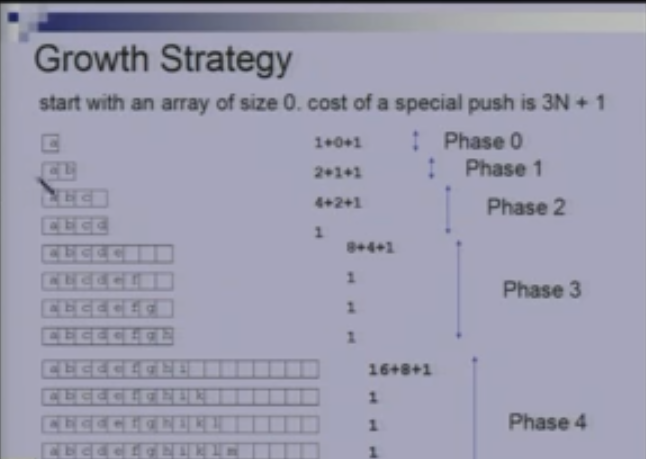 Growth Strategy
start with an array of size 0. cost of a special push is 3N + 1
a 1+0+1 Phase 0
a b 2+1+1 Phase 1
a b c 4+2+1 Phase 2
a b c d 1
a b c d e 8+4+1
a b c d e f 1 Phase 3
a b c d e f g 1
a b c d e f g h 1
a b c d e f g h i 16+8+1
a b c d e f g h i k 1
a b c d e f g h i k l 1 Phase 4
a b c d e f g h i k l m 1